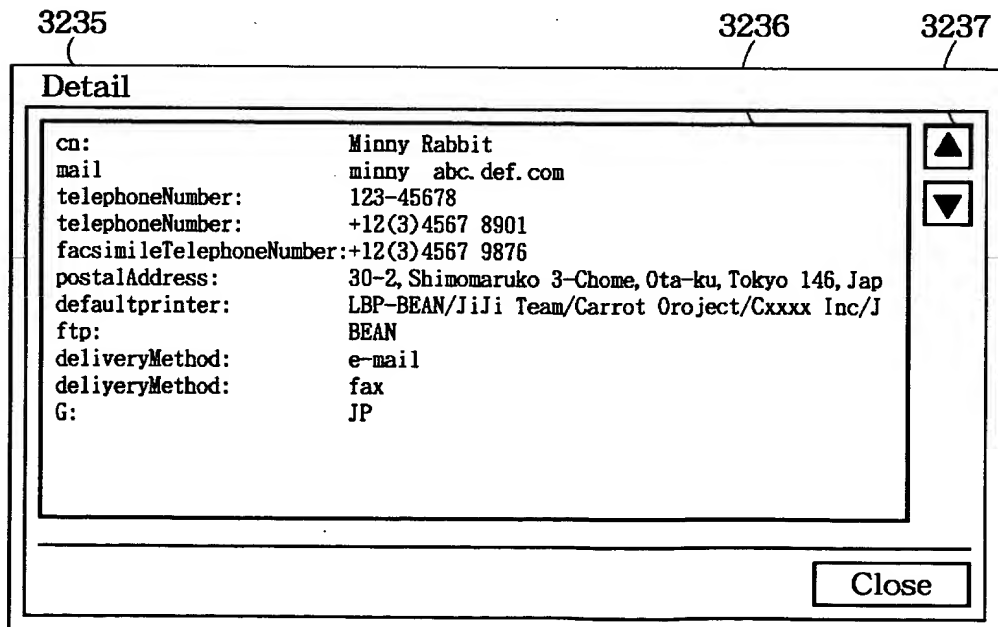 3235 3236 3237
Detail
cn: Minny Rabbit
mail minny abc.def.com
telephoneNumber: 123-45678
telephoneNumber: +12(3)4567 8901
facsimileTelephoneNumber:+12(3)4567 9876
postalAddress: 30-2,Shimomaruko 3-Chome,Ota-ku,Tokyo 146,Jap
defaultprinter: LBP-BEAN/JiJi Team/Carrot Oroject/Cxxxx Inc/J
ftp: BEAN
deliveryMethod: e-mail
deliyeryMethod: fax
G: JP
Close